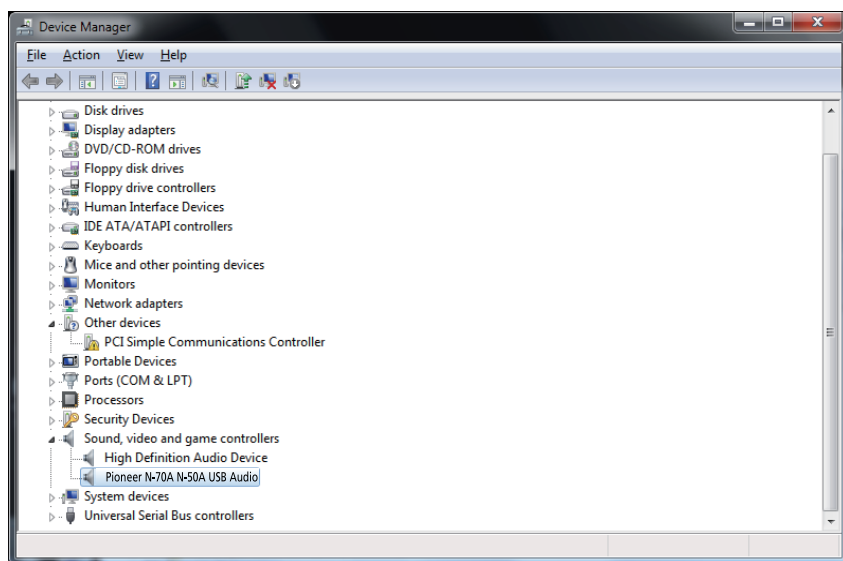 Device Manager
File Action View Help
Disk drives
Display adapters
DVD/CD-ROM drives
Floppy disk drives
Floppy drive controllers
Human Interface Devices
IDE ATA/ATAPI controllers
Keyboards
Mice and other pointing devices
Monitors
Network adapters
Other devices
PCI Simple Communications Controller
Portable Devices
Ports (COM & LPT)
Processors
Security Devices
Sound, video and game controllers
High Definition Audio Device
Pioneer N-70A N-50A USB Audio
System devices
Universal Serial Bus controllers